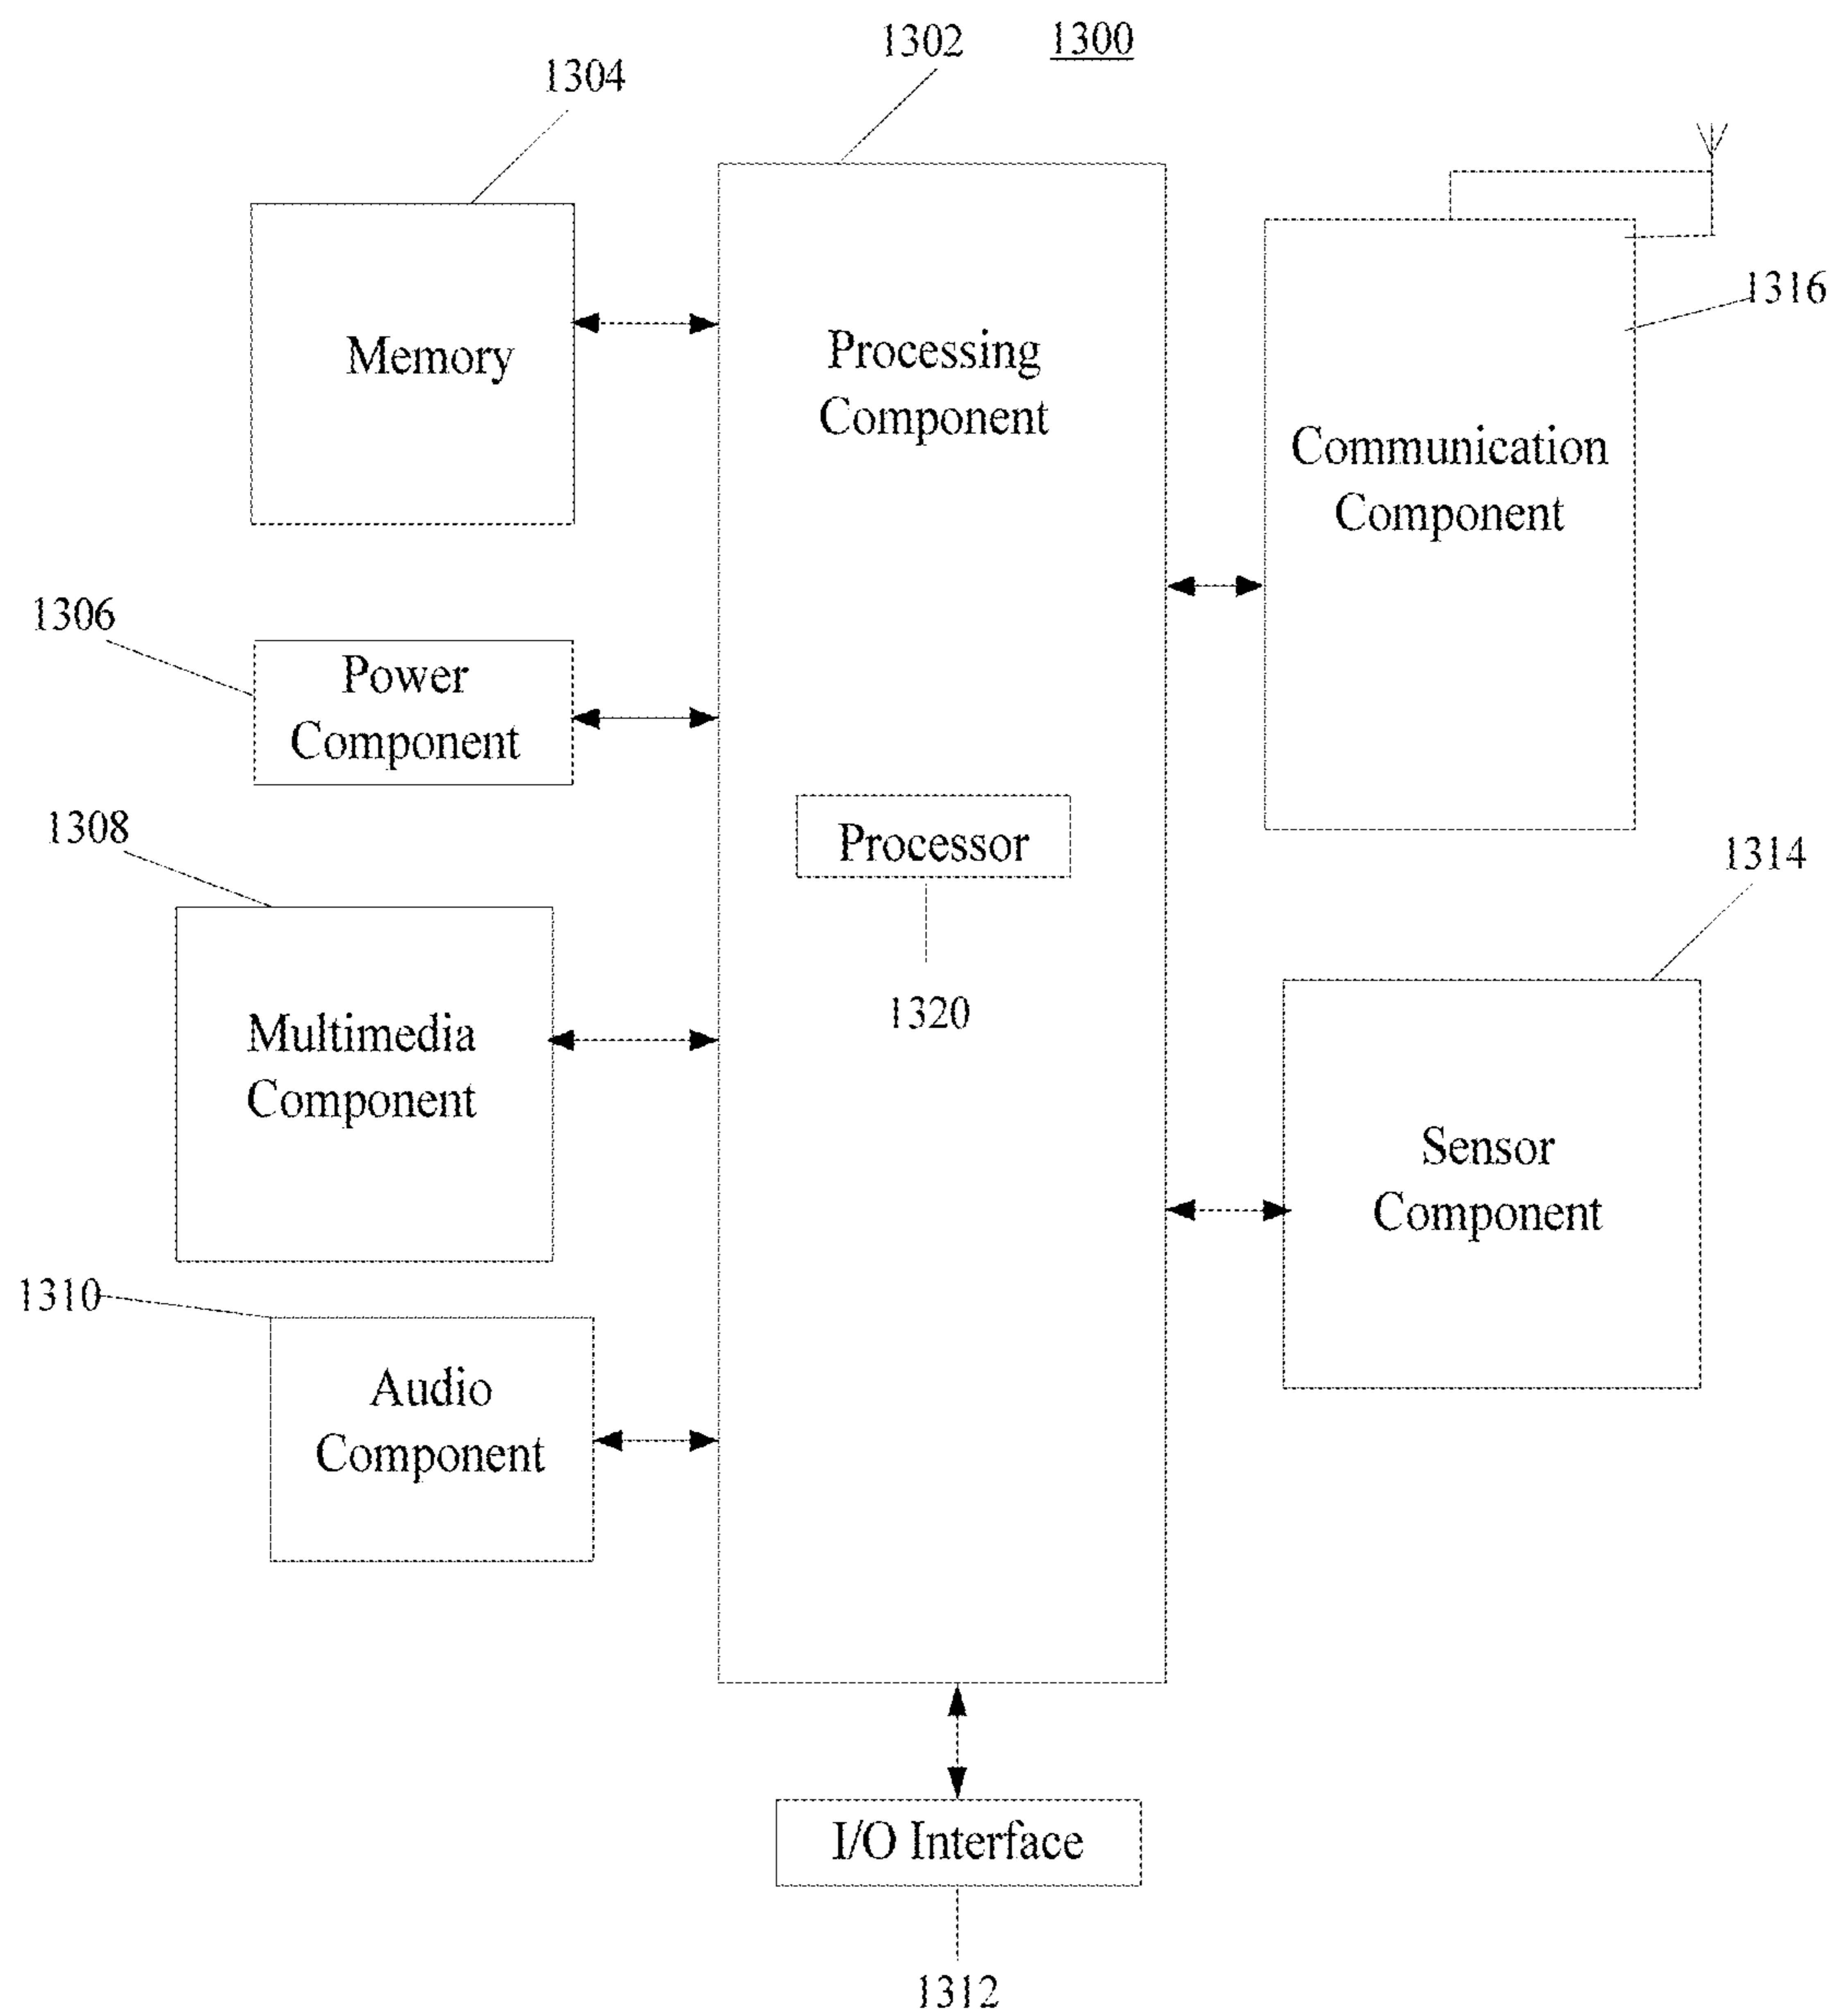 1302
1300
1304
1316
Memory
Processing
Component
Communication
Component
1306
Power
Component
1308
Processor
1314
1320
Multimedia
Component
Sensor
Component
1310
Audio
Component
I/O Interface
1312